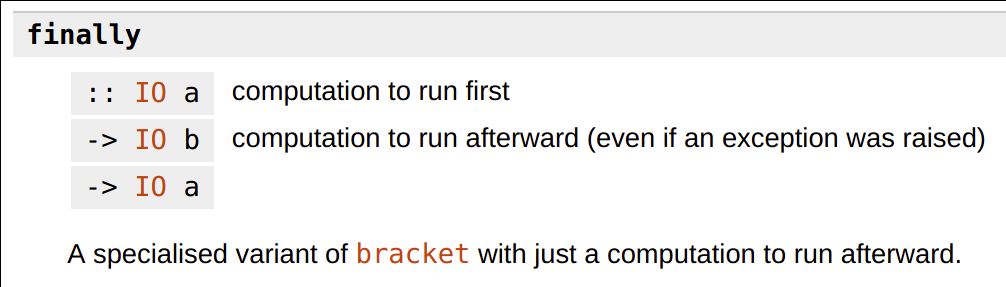 finally
:: IO a computation to run first
-> IO b computation to run afterward (even if an exception was raised)
-> IO a
A specialised variant of bracket with just a computation to run afterward.